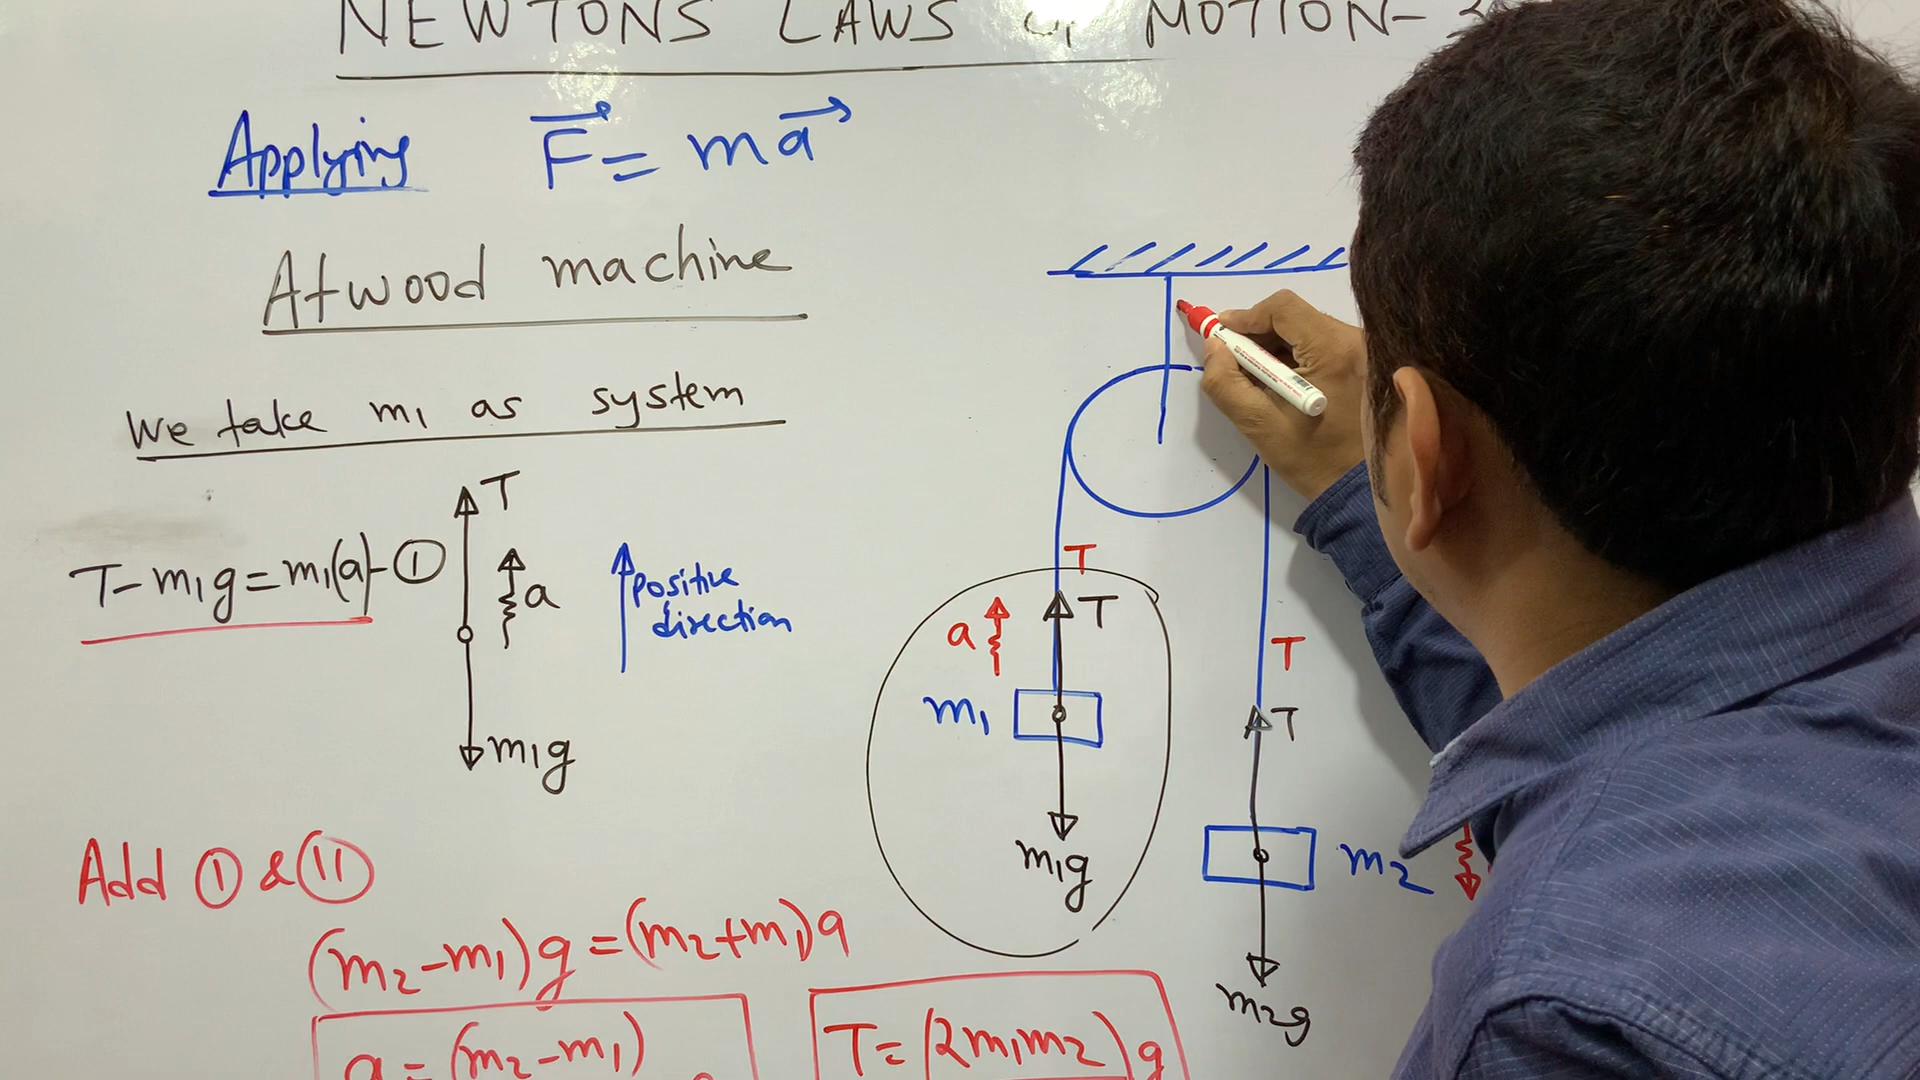 NEWTONS LAWS of MOTION-3
Applying F = ma
Atwood machine
We take m1 as system
T
T-m1g=m1(a)-①
a
positive
direction
m1g
T
a
T
m1
m1g
T
T
m2
m2g
Add ① & ⑪
(m2-m1)g=(m2+m1)a
a=(m2-m1)
T=(2m1m2)g